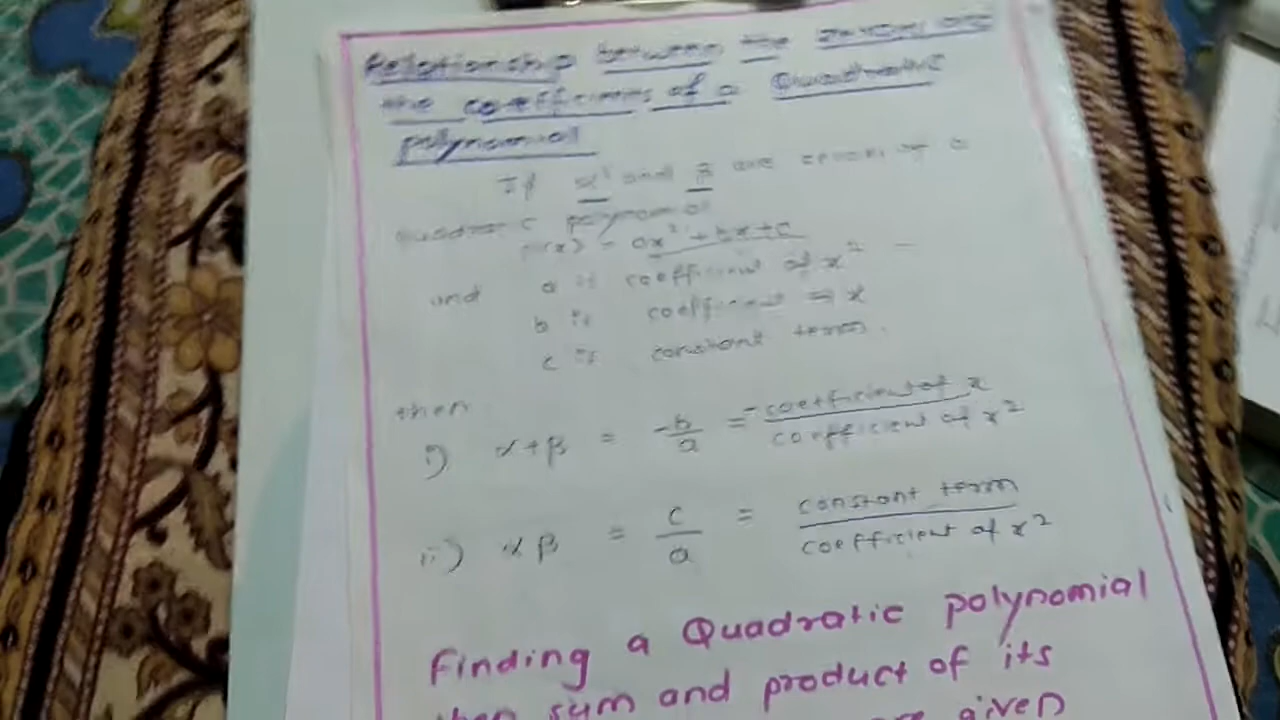 Relationship between the zeroes and
the coefficients of a Quadratic
polynomial
If α and β are zeroes of a
quadratic polynomial
p(x) = ax² + bx + c
and a is coefficient of x²
b is coefficient = x
c is constant term.
then
i) α+β = -b/a = -coefficient of x/coefficient of x²
ii) αβ = c/a = constant term/coefficient of x²
Finding a Quadratic polynomial
when sum and product of its
given